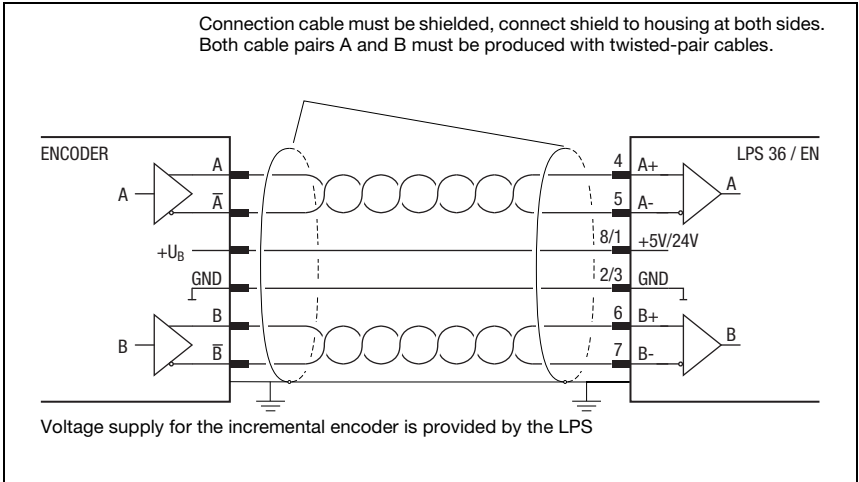 Connection cable must be shielded, connect shield to housing at both sides.
Both cable pairs A and B must be produced with twisted-pair cables.
ENCODER
LPS 36 / EN
A
A
4
A+
A
A̅
5
A-
+U_B
8/1
+5V/24V
GND
2/3
GND
B
B
6
B+
B
B̅
7
B-
Voltage supply for the incremental encoder is provided by the LPS